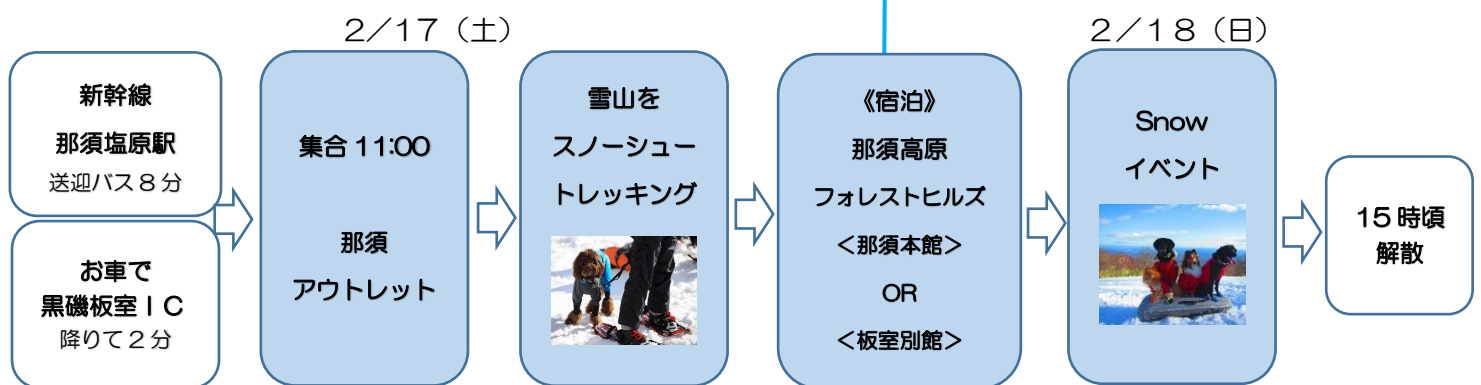 2/17(土)
2/18(日)
新幹線
那須塩原駅
送迎バス8分
お車で
黒磯板室IC
降りて2分
集合 11:00
那須
アウトレット
雪山を
スノーシュー
トレッキング
《宿泊》
那須高原
フォレストヒルズ
<那須本館>
OR
<板室別館>
Snow
イベント
15時頃
解散